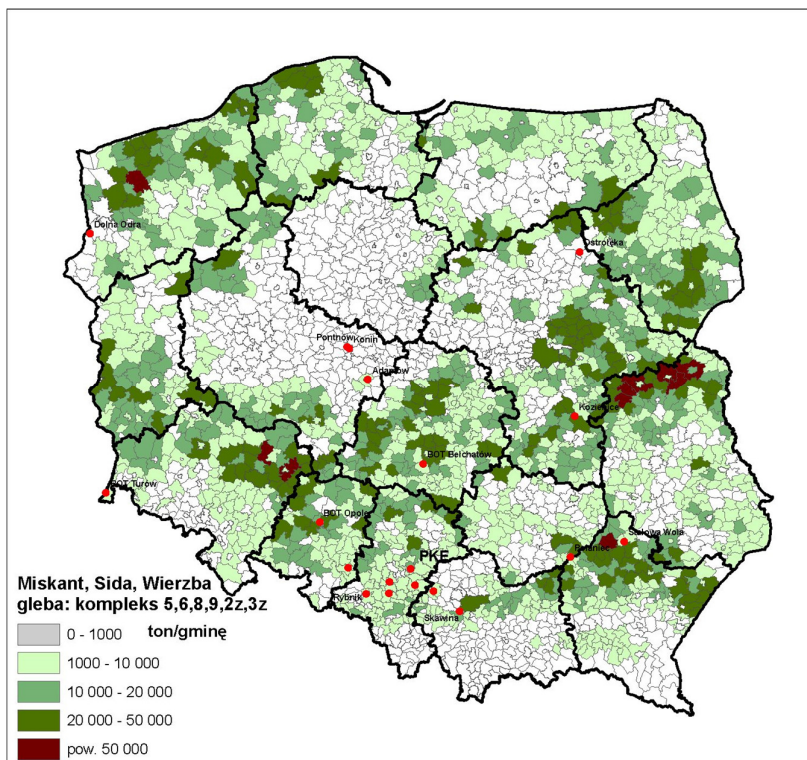 Dolna Odra
Ostrołęka
Pontnów Konin
Adamów
Kozienice
BOT Bełchatów
BOT Turów
BOT Opole
Stalowa Wola
Połaniec
PKE
Rybnik
Skawina
Miskant, Sida, Wierzba
gleba: kompleks 5,6,8,9,2z,3z
0 - 1000 ton/gminę
1000 - 10 000
10 000 - 20 000
20 000 - 50 000
pow. 50 000